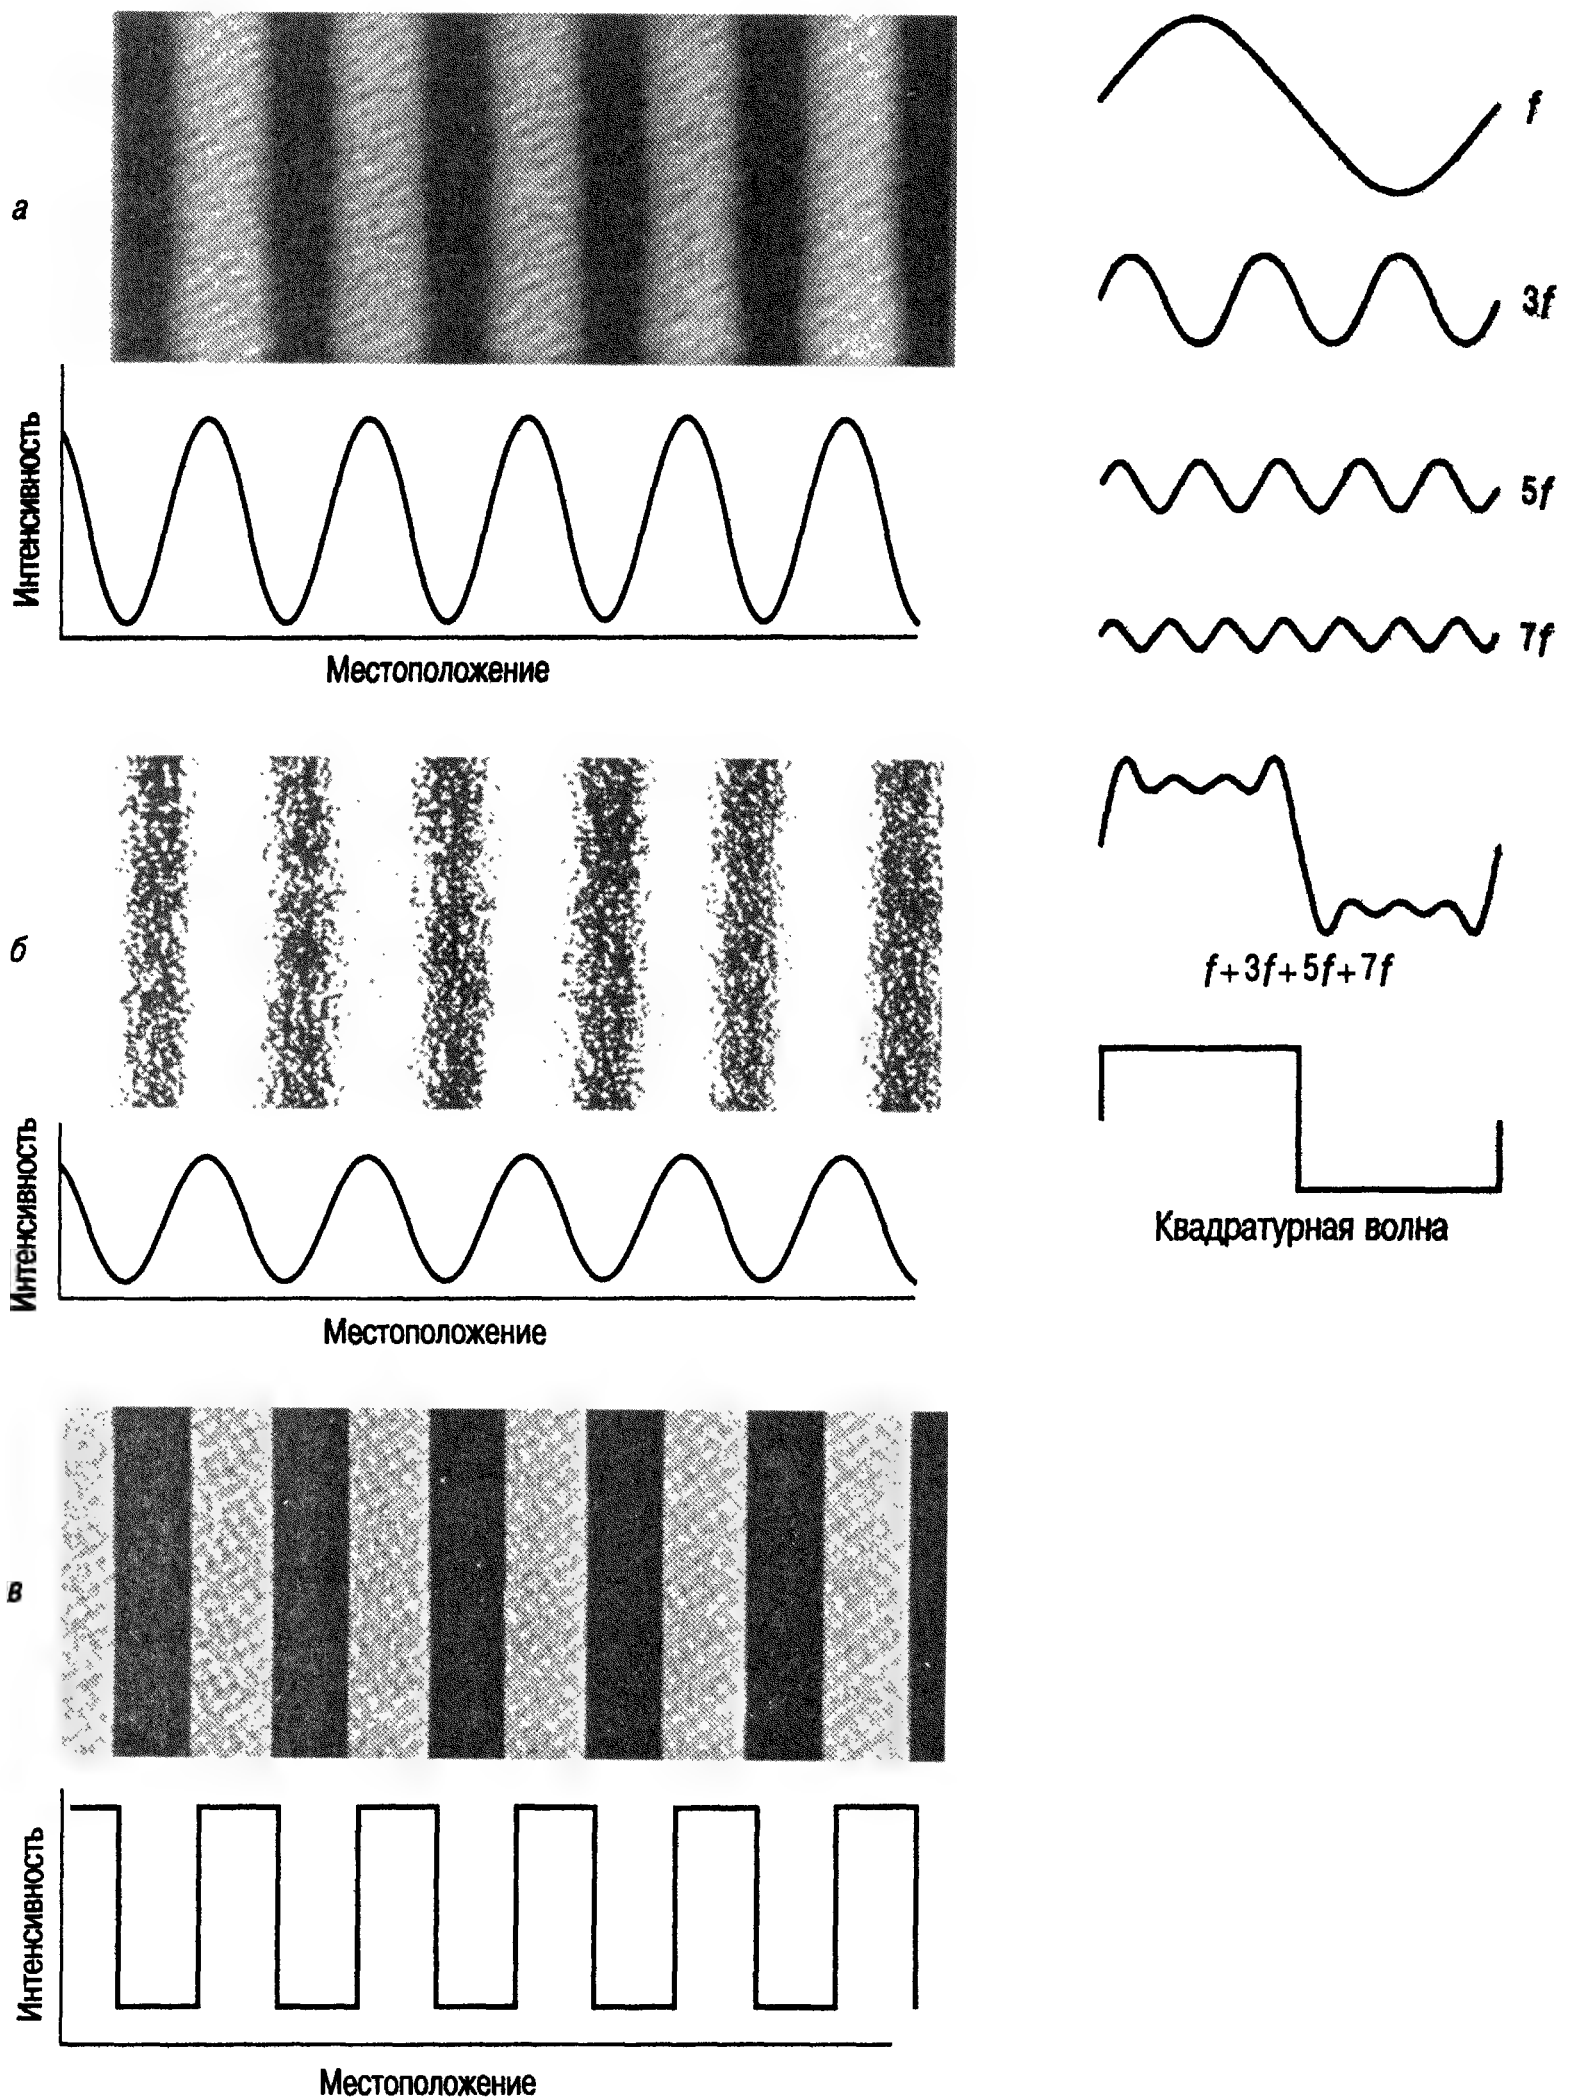 а
Интенсивность
Местоположение
б
Интенсивность
Местоположение
в
Интенсивность
Местоположение
f
3f
5f
7f
f+3f+5f+7f
Квадратурная волна